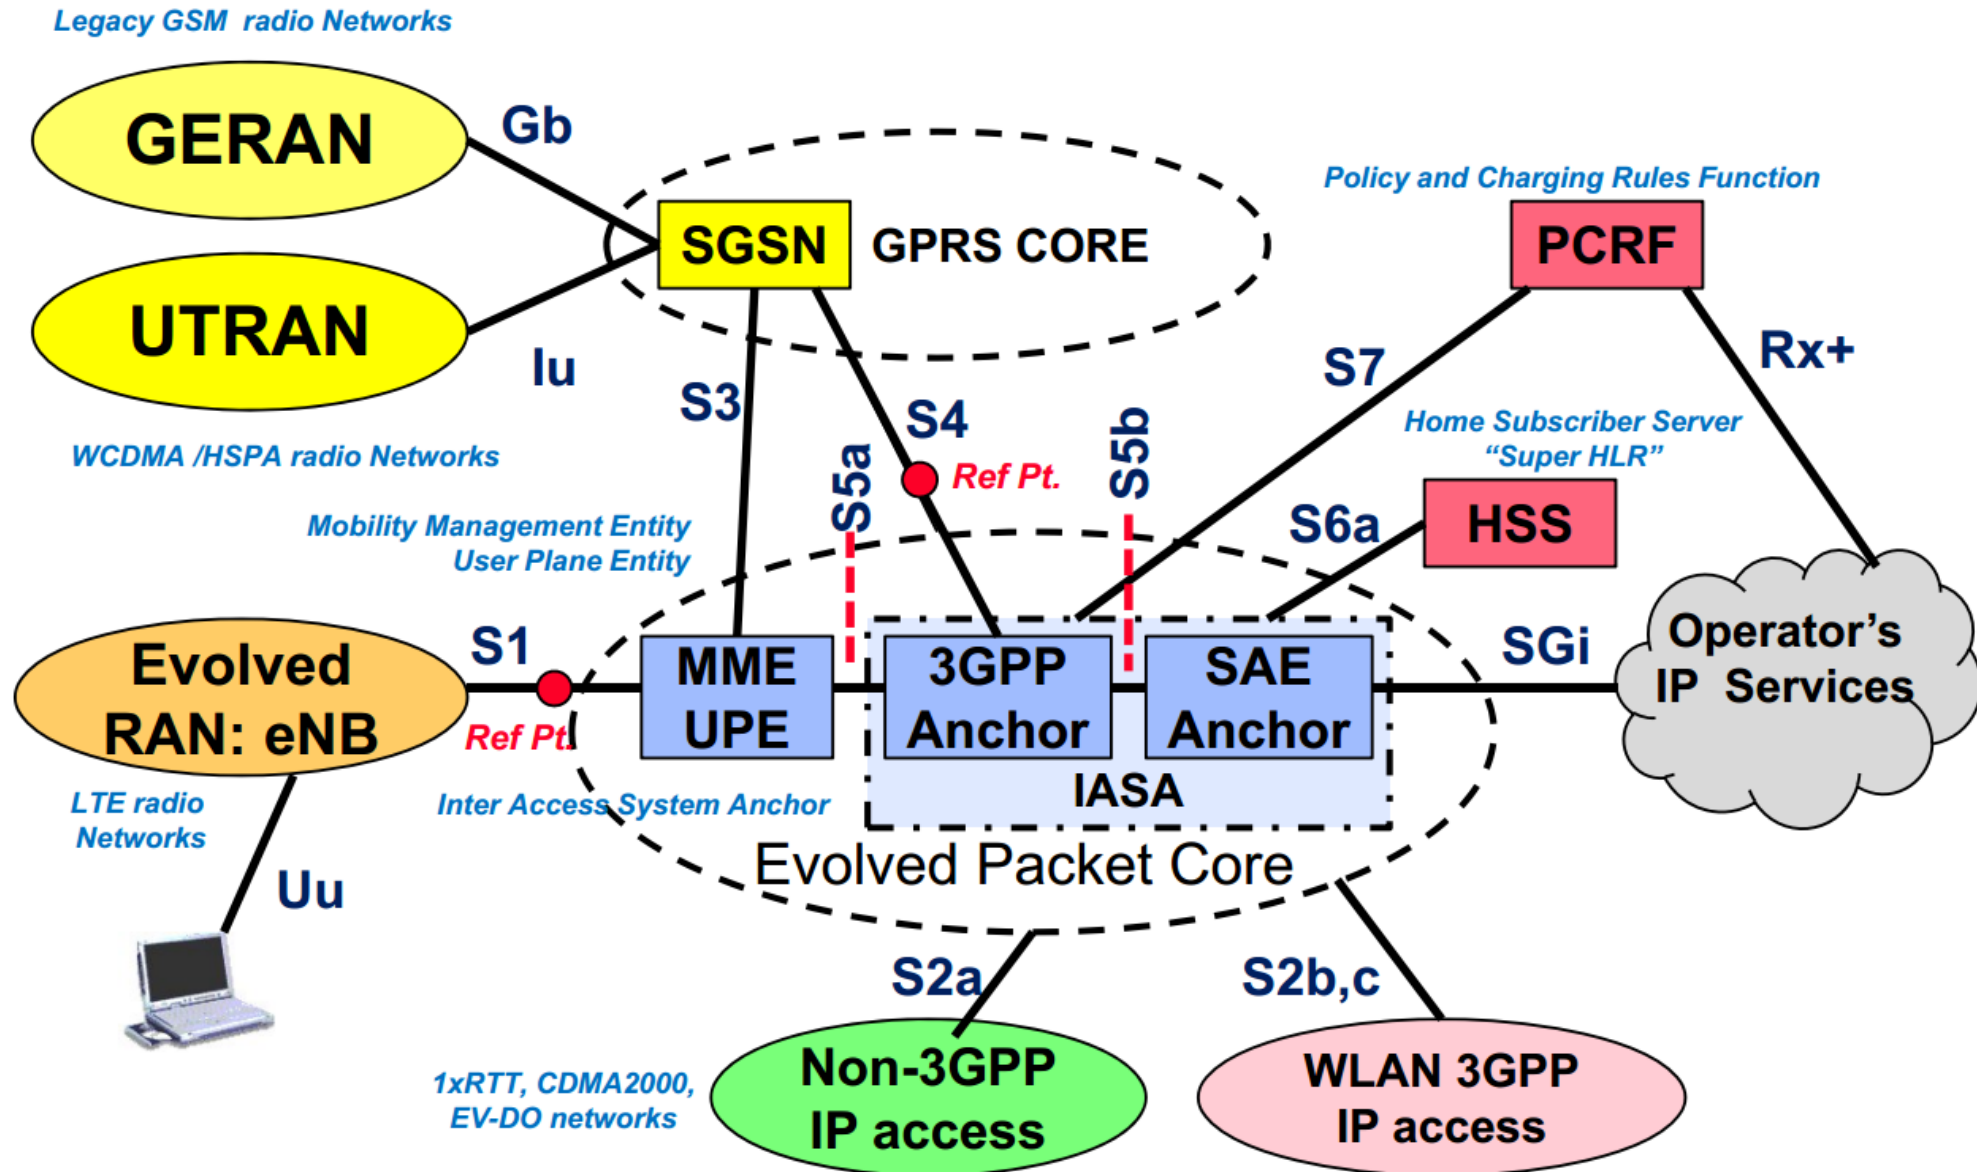 Legacy GSM radio Networks
GERAN
Gb
UTRAN
Iu
WCDMA /HSPA radio Networks
SGSN
GPRS CORE
Policy and Charging Rules Function
PCRF
S3
S4
Ref Pt.
S5a
S5b
S7
Rx+
Home Subscriber Server
“Super HLR”
S6a
HSS
Mobility Management Entity
User Plane Entity
Evolved
RAN: eNB
S1
Ref Pt.
MME
UPE
3GPP
Anchor
SAE
Anchor
IASA
SGi
Operator’s
IP Services
LTE radio
Networks
Inter Access System Anchor
Evolved Packet Core
Uu
S2a
S2b,c
1xRTT, CDMA2000,
EV-DO networks
Non-3GPP
IP access
WLAN 3GPP
IP access